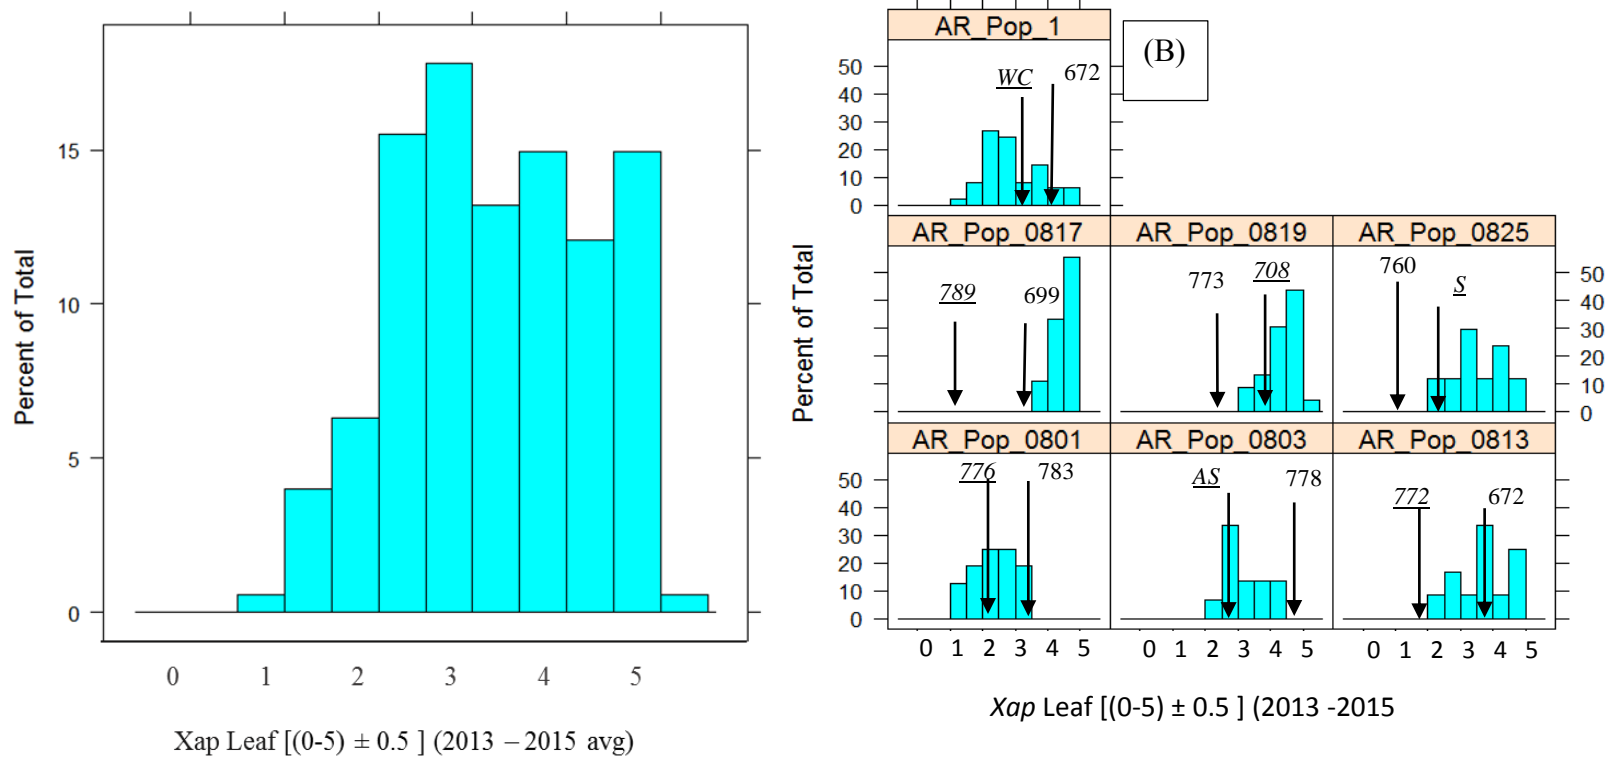 Percent of Total
15
10
5
0
0 1 2 3 4 5
Xap Leaf [(0-5) ± 0.5 ] (2013 – 2015 avg)
(B)
Percent of Total
AR_Pop_1
WC 672
50
40
30
20
10
0
AR_Pop_0817 AR_Pop_0819 AR_Pop_0825
789 699 773 708 760 S
50
40
30
20
10
0
AR_Pop_0801 AR_Pop_0803 AR_Pop_0813
776 783 AS 778 772 672
50
40
30
20
10
0
0 1 2 3 4 5 0 1 2 3 4 5 0 1 2 3 4 5
Xap Leaf [(0-5) ± 0.5 ] (2013 -2015